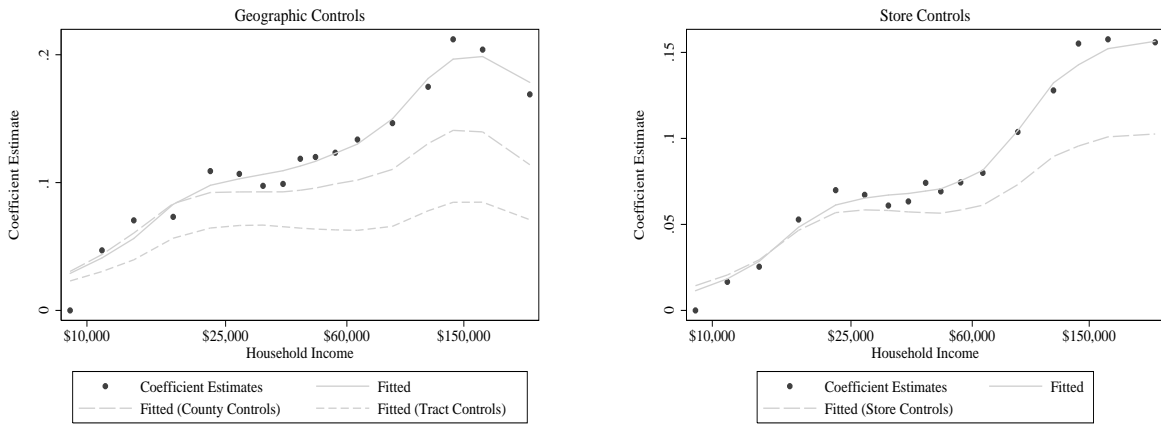 Geographic Controls
Coefficient Estimate
0
.1
.2
$10,000
$25,000
$60,000
$150,000
Household Income
Coefficient Estimates
Fitted
Fitted (County Controls)
Fitted (Tract Controls)
Store Controls
Coefficient Estimate
0
0.05
.1
.15
$10,000
$25,000
$60,000
$150,000
Household Income
Coefficient Estimates
Fitted
Fitted (Store Controls)